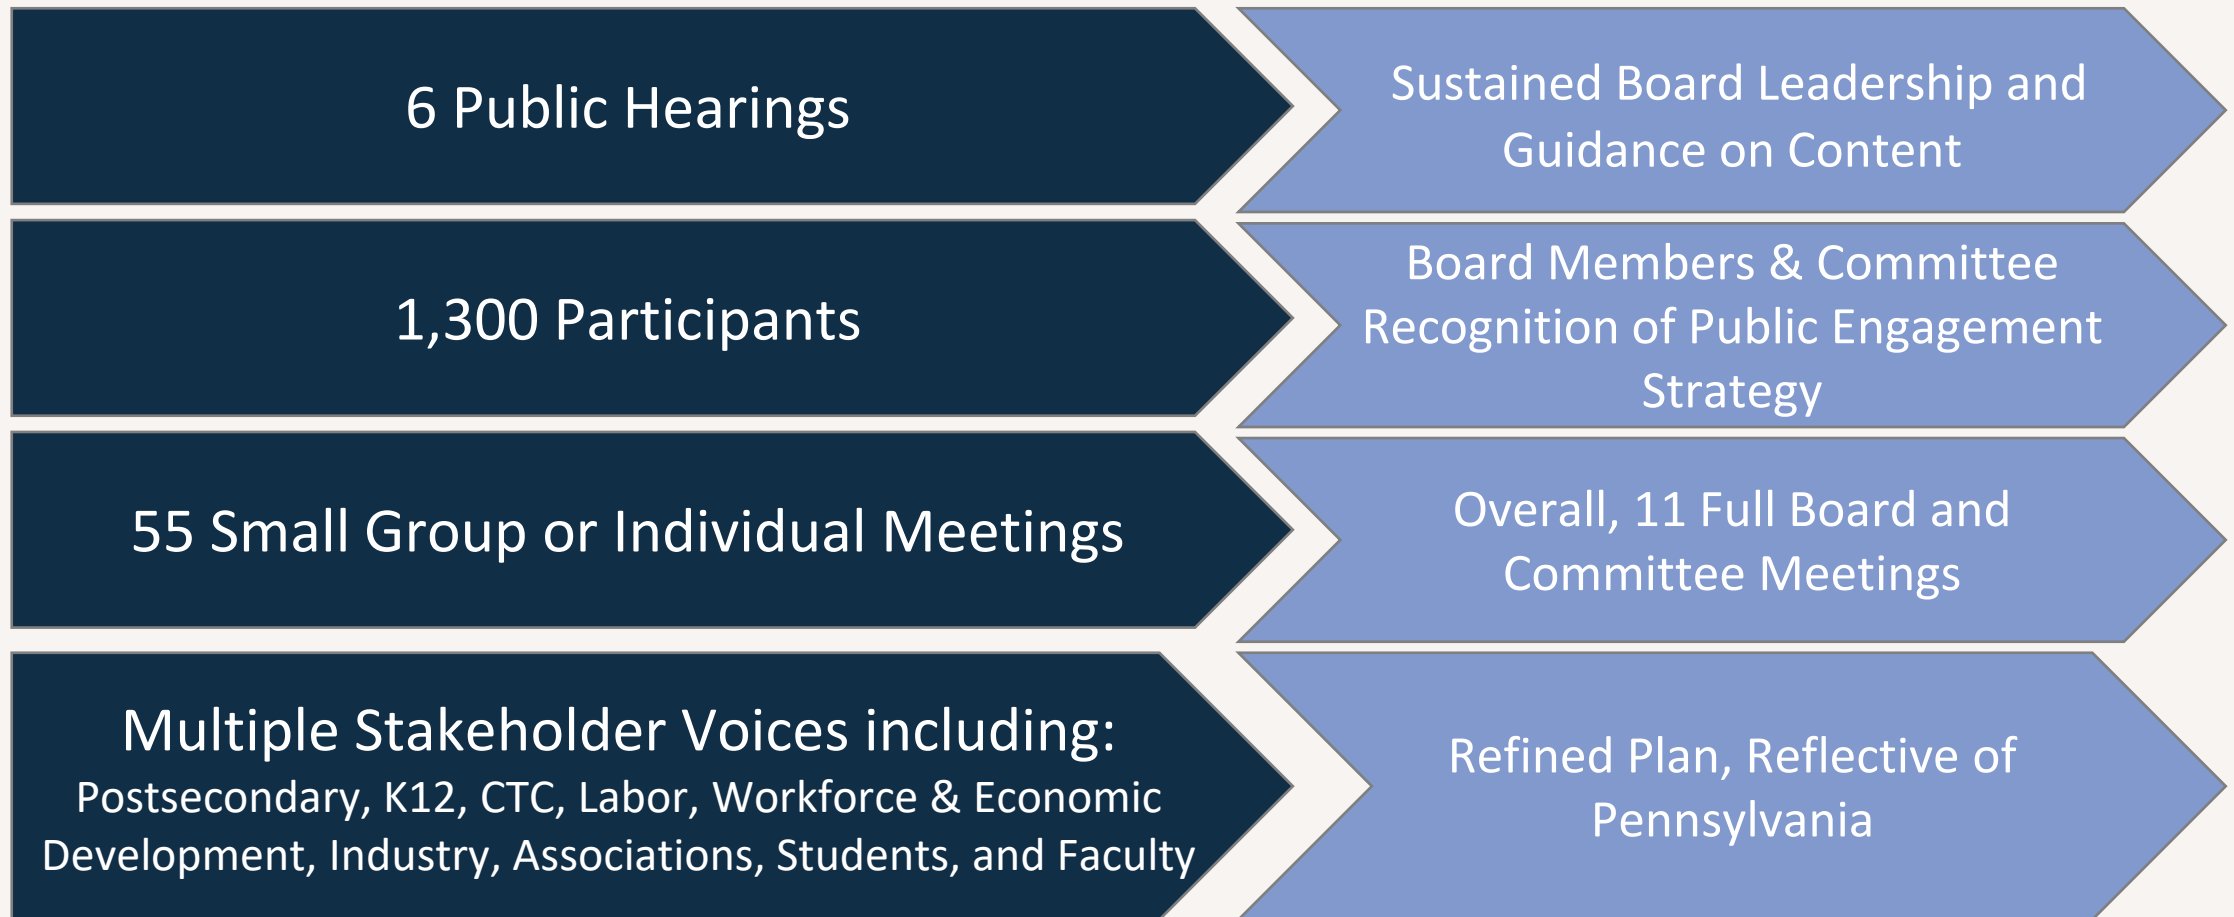 6 Public Hearings
Sustained Board Leadership and
Guidance on Content
1,300 Participants
Board Members & Committee
Recognition of Public Engagement
Strategy
55 Small Group or Individual Meetings
Overall, 11 Full Board and
Committee Meetings
Multiple Stakeholder Voices including:
Postsecondary, K12, CTC, Labor, Workforce & Economic
Development, Industry, Associations, Students, and Faculty
Refined Plan, Reflective of
Pennsylvania